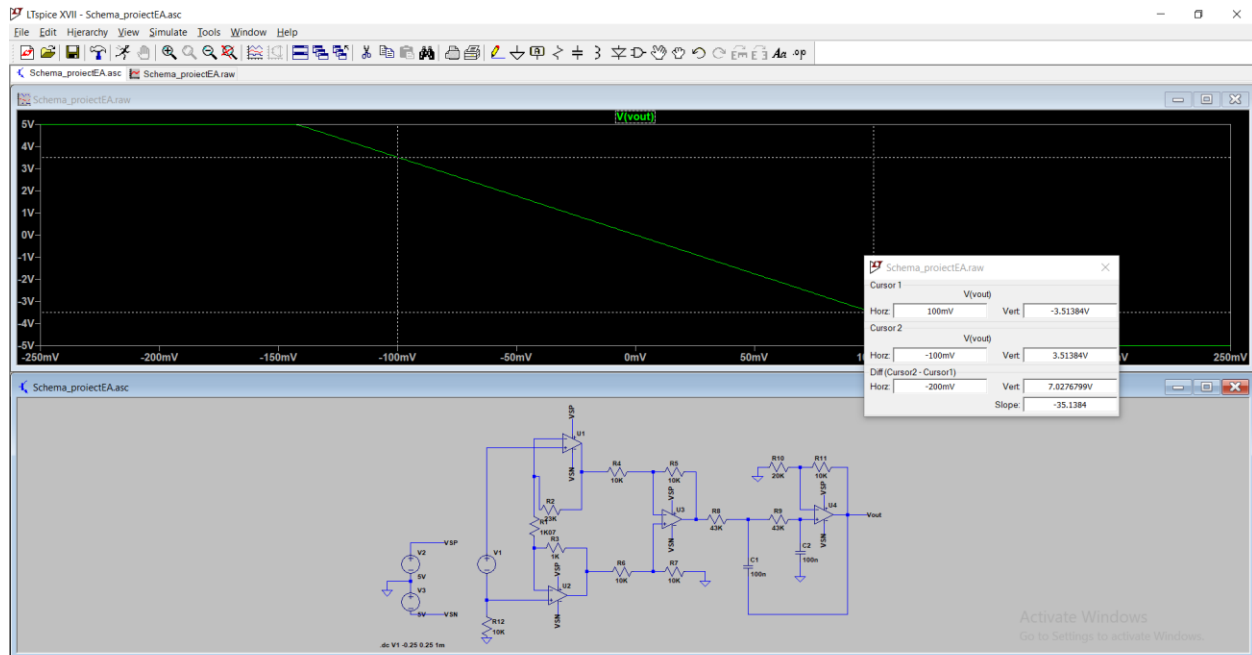 LTspice XVII - Schema_proiectEA.asc
File Edit Hierarchy View Simulate Tools Window Help
Schema_proiectEA.asc Schema_proiectEA.raw
Schema_proiectEA.raw
V(vout)
5V
4V
3V
2V
1V
0V
-1V
-2V
-3V
-4V
-5V
-250mV -200mV -150mV -100mV -50mV 0mV 50mV 250mV
Schema_proiectEA.raw
Cursor 1
V(vout)
Horz: 100mV Vert: -3.51384V
Cursor 2
V(vout)
Horz: -100mV Vert: 3.51384V
Diff (Cursor2 - Cursor1)
Horz: -200mV Vert: 7.0276799V
Slope: -35.1384
Schema_proiectEA.asc
VSP
U1
VSN
R4
10K
R5
10K
R10
20K
R11
10K
VSP
U4
VSN
Vout
R2
23K
R1
1K07
R3
1K
VSP
U3
VSN
R8
43K
R9
43K
C1
100n
C2
100n
V2
5V
VSP
V3
5V
VSN
V1
VSP
U2
VSN
R6
10K
R7
10K
R12
10K
.dc V1 -0.25 0.25 1m
Activate Windows
Go to Settings to activate Windows.